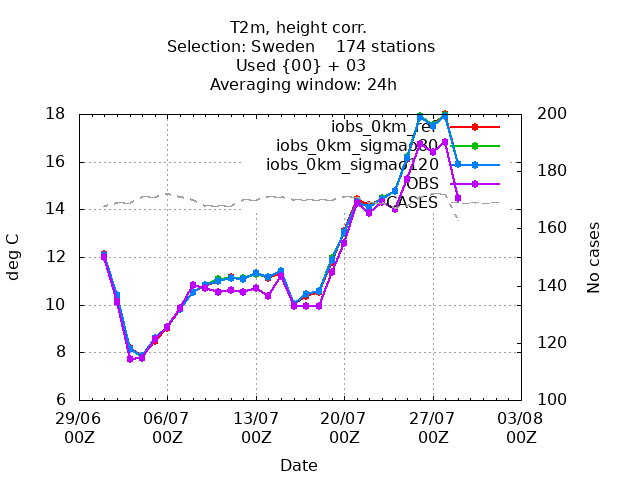 T2m, height corr.
Selection: Sweden 174 stations
Used {00} + 03
Averaging window: 24h
18
16
14
12
10
8
6
200
180
160
140
120
100
iobs_0km_re
iobs_0km_sigmao80
iobs_0km_sigmao120
OBS
CASES
deg C
No cases
29/06 06/07 13/07 20/07 27/07 03/08
00Z 00Z 00Z 00Z 00Z 00Z
Date